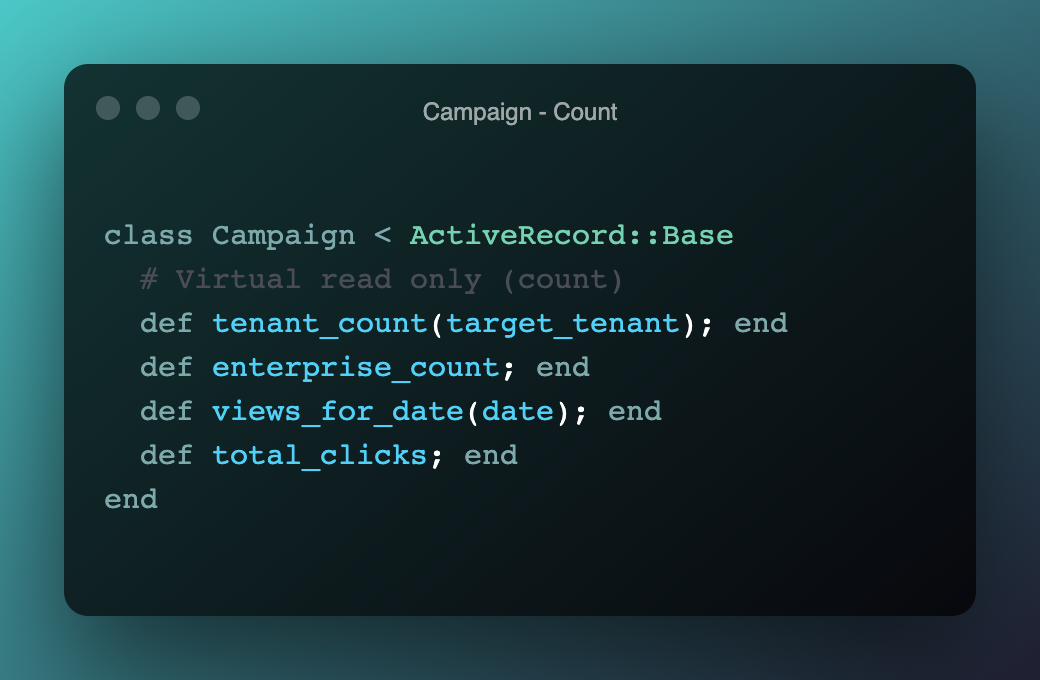 Campaign - Count
class Campaign < ActiveRecord::Base
  # Virtual read only (count)
  def tenant_count(target_tenant); end
  def enterprise_count; end
  def views_for_date(date); end
  def total_clicks; end
end